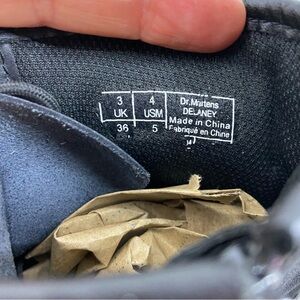 3 4 Dr.Martens
UK USM DELANEY
36 5 Made in China
Fabriqué en Chine